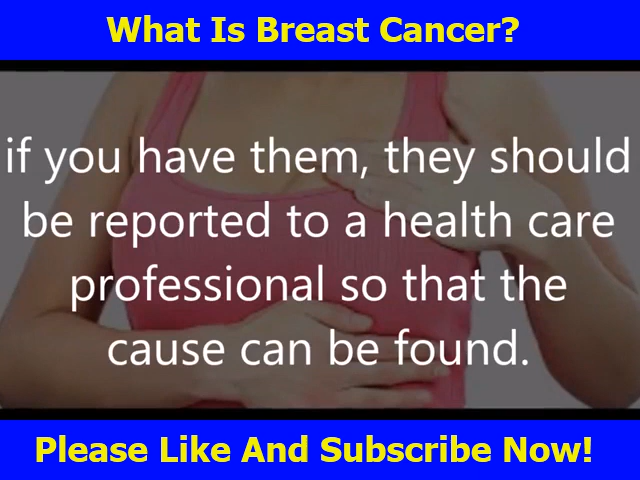 What Is Breast Cancer?
if you have them, they should
be reported to a health care
professional so that the
cause can be found.
Please Like And Subscribe Now!